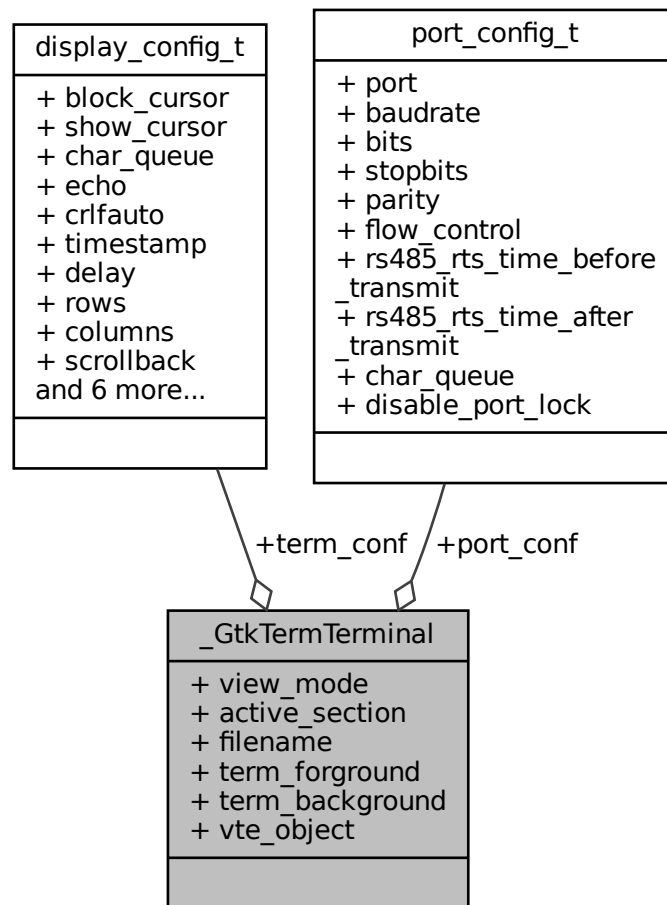 display_config_t
+ block_cursor
+ show_cursor
+ char_queue
+ echo
+ crlfauto
+ timestamp
+ delay
+ rows
+ columns
+ scrollback
and 6 more...
port_config_t
+ port
+ baudrate
+ bits
+ stopbits
+ parity
+ flow_control
+ rs485_rts_time_before
_transmit
+ rs485_rts_time_after
_transmit
+ char_queue
+ disable_port_lock
+term_conf
+port_conf
_GtkTermTerminal
+ view_mode
+ active_section
+ filename
+ term_forground
+ term_background
+ vte_object